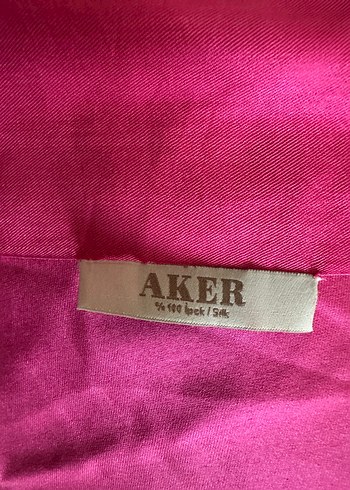 AKER
% 100 İpek / Silk